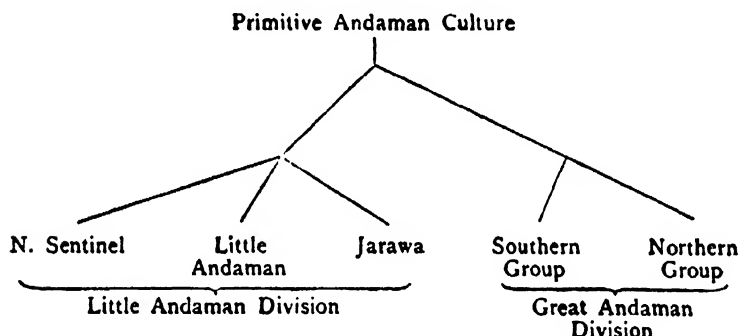 Primitive Andaman Culture
N. Sentinel
Little
Andaman
Jarawa
Southern
Group
Northern
Group
Little Andaman Division
Great Andaman
Division